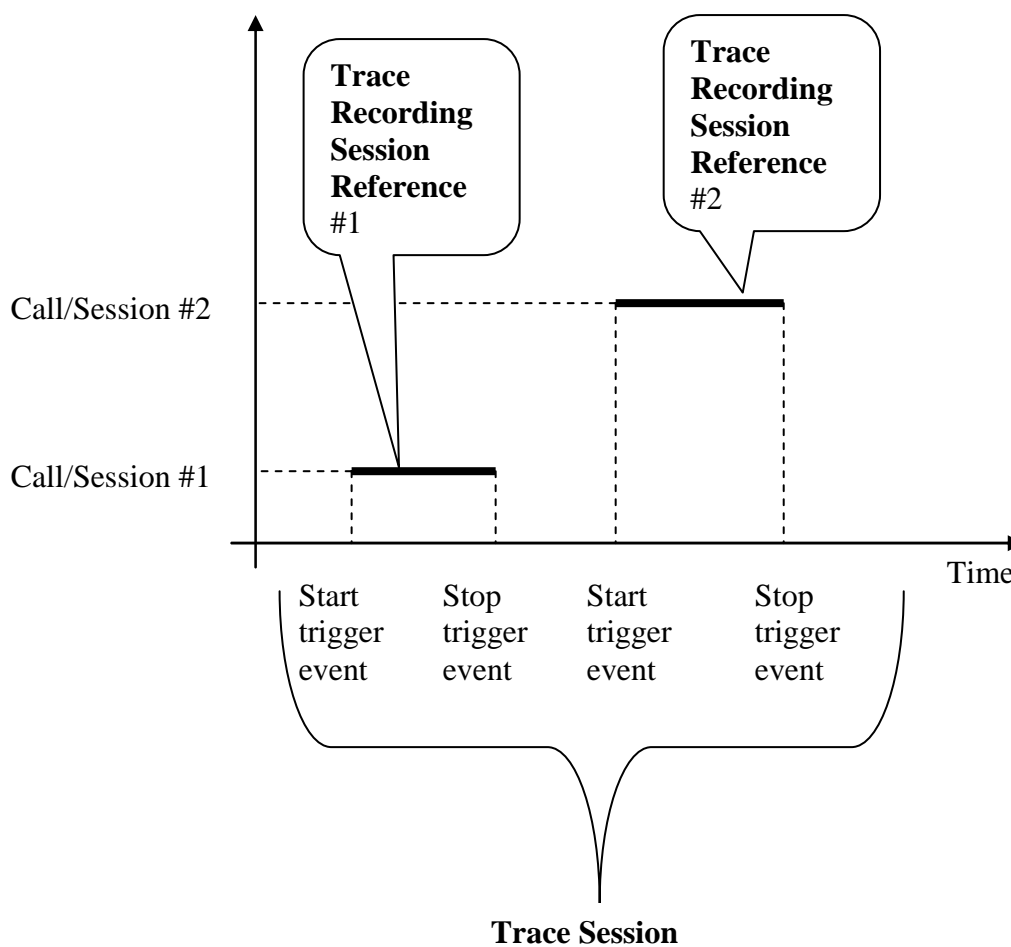 Trace
Recording
Session
Reference
#1
Trace
Recording
Session
Reference
#2
Call/Session #2
Call/Session #1
Time
Start
trigger
event
Stop
trigger
event
Start
trigger
event
Stop
trigger
event
Trace Session